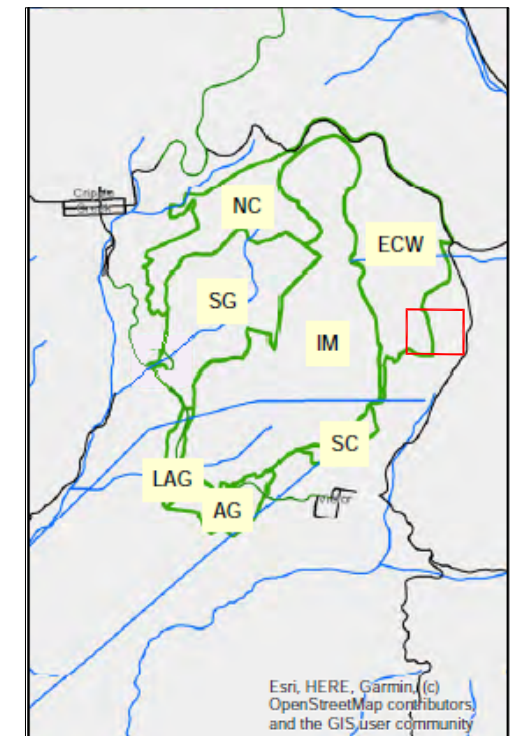 NC
ECW
SG
IM
SC
LAG
AG
Esri, HERE, Garmin, (c)
OpenStreetMap contributors,
and the GIS user community